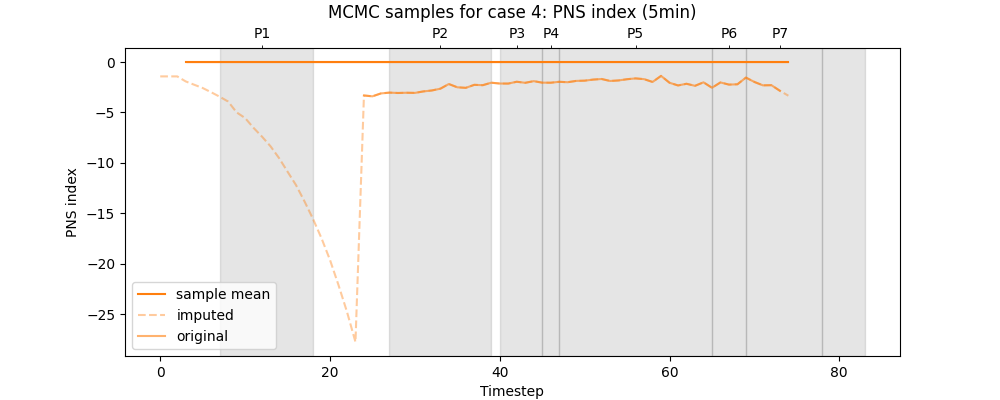 MCMC samples for case 4: PNS index (5min)
P1 P2 P3 P4 P5 P6 P7
0
−5
−10
−15
−20
−25
PNS index
sample mean
imputed
original
0 20 40 60 80
Timestep